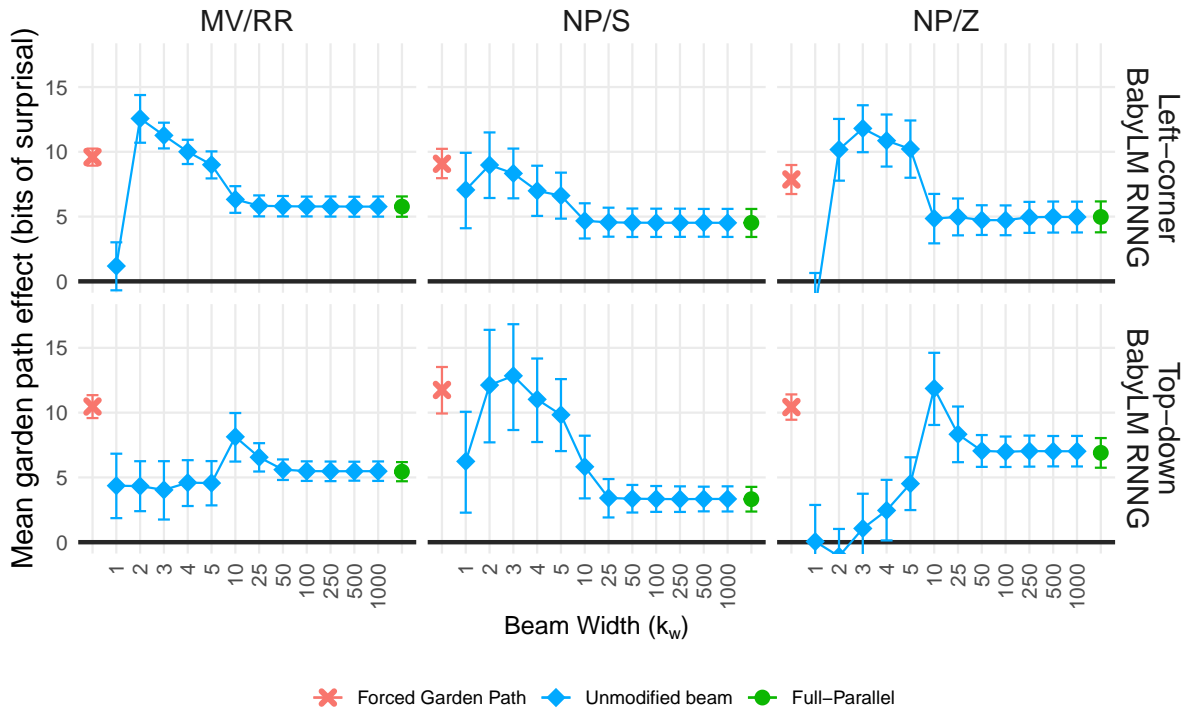 MV/RR
NP/S
NP/Z
Mean garden path effect (bits of surprisal)
15
10
5
0
Left−corner
BabyLM RNNG
15
10
5
0
Top−down
BabyLM RNNG
1 2 3 4 5 10 25 50 100 250 500 1000
1 2 3 4 5 10 25 50 100 250 500 1000
1 2 3 4 5 10 25 50 100 250 500 1000
Beam Width (kw)
Forced Garden Path Unmodified beam Full−Parallel